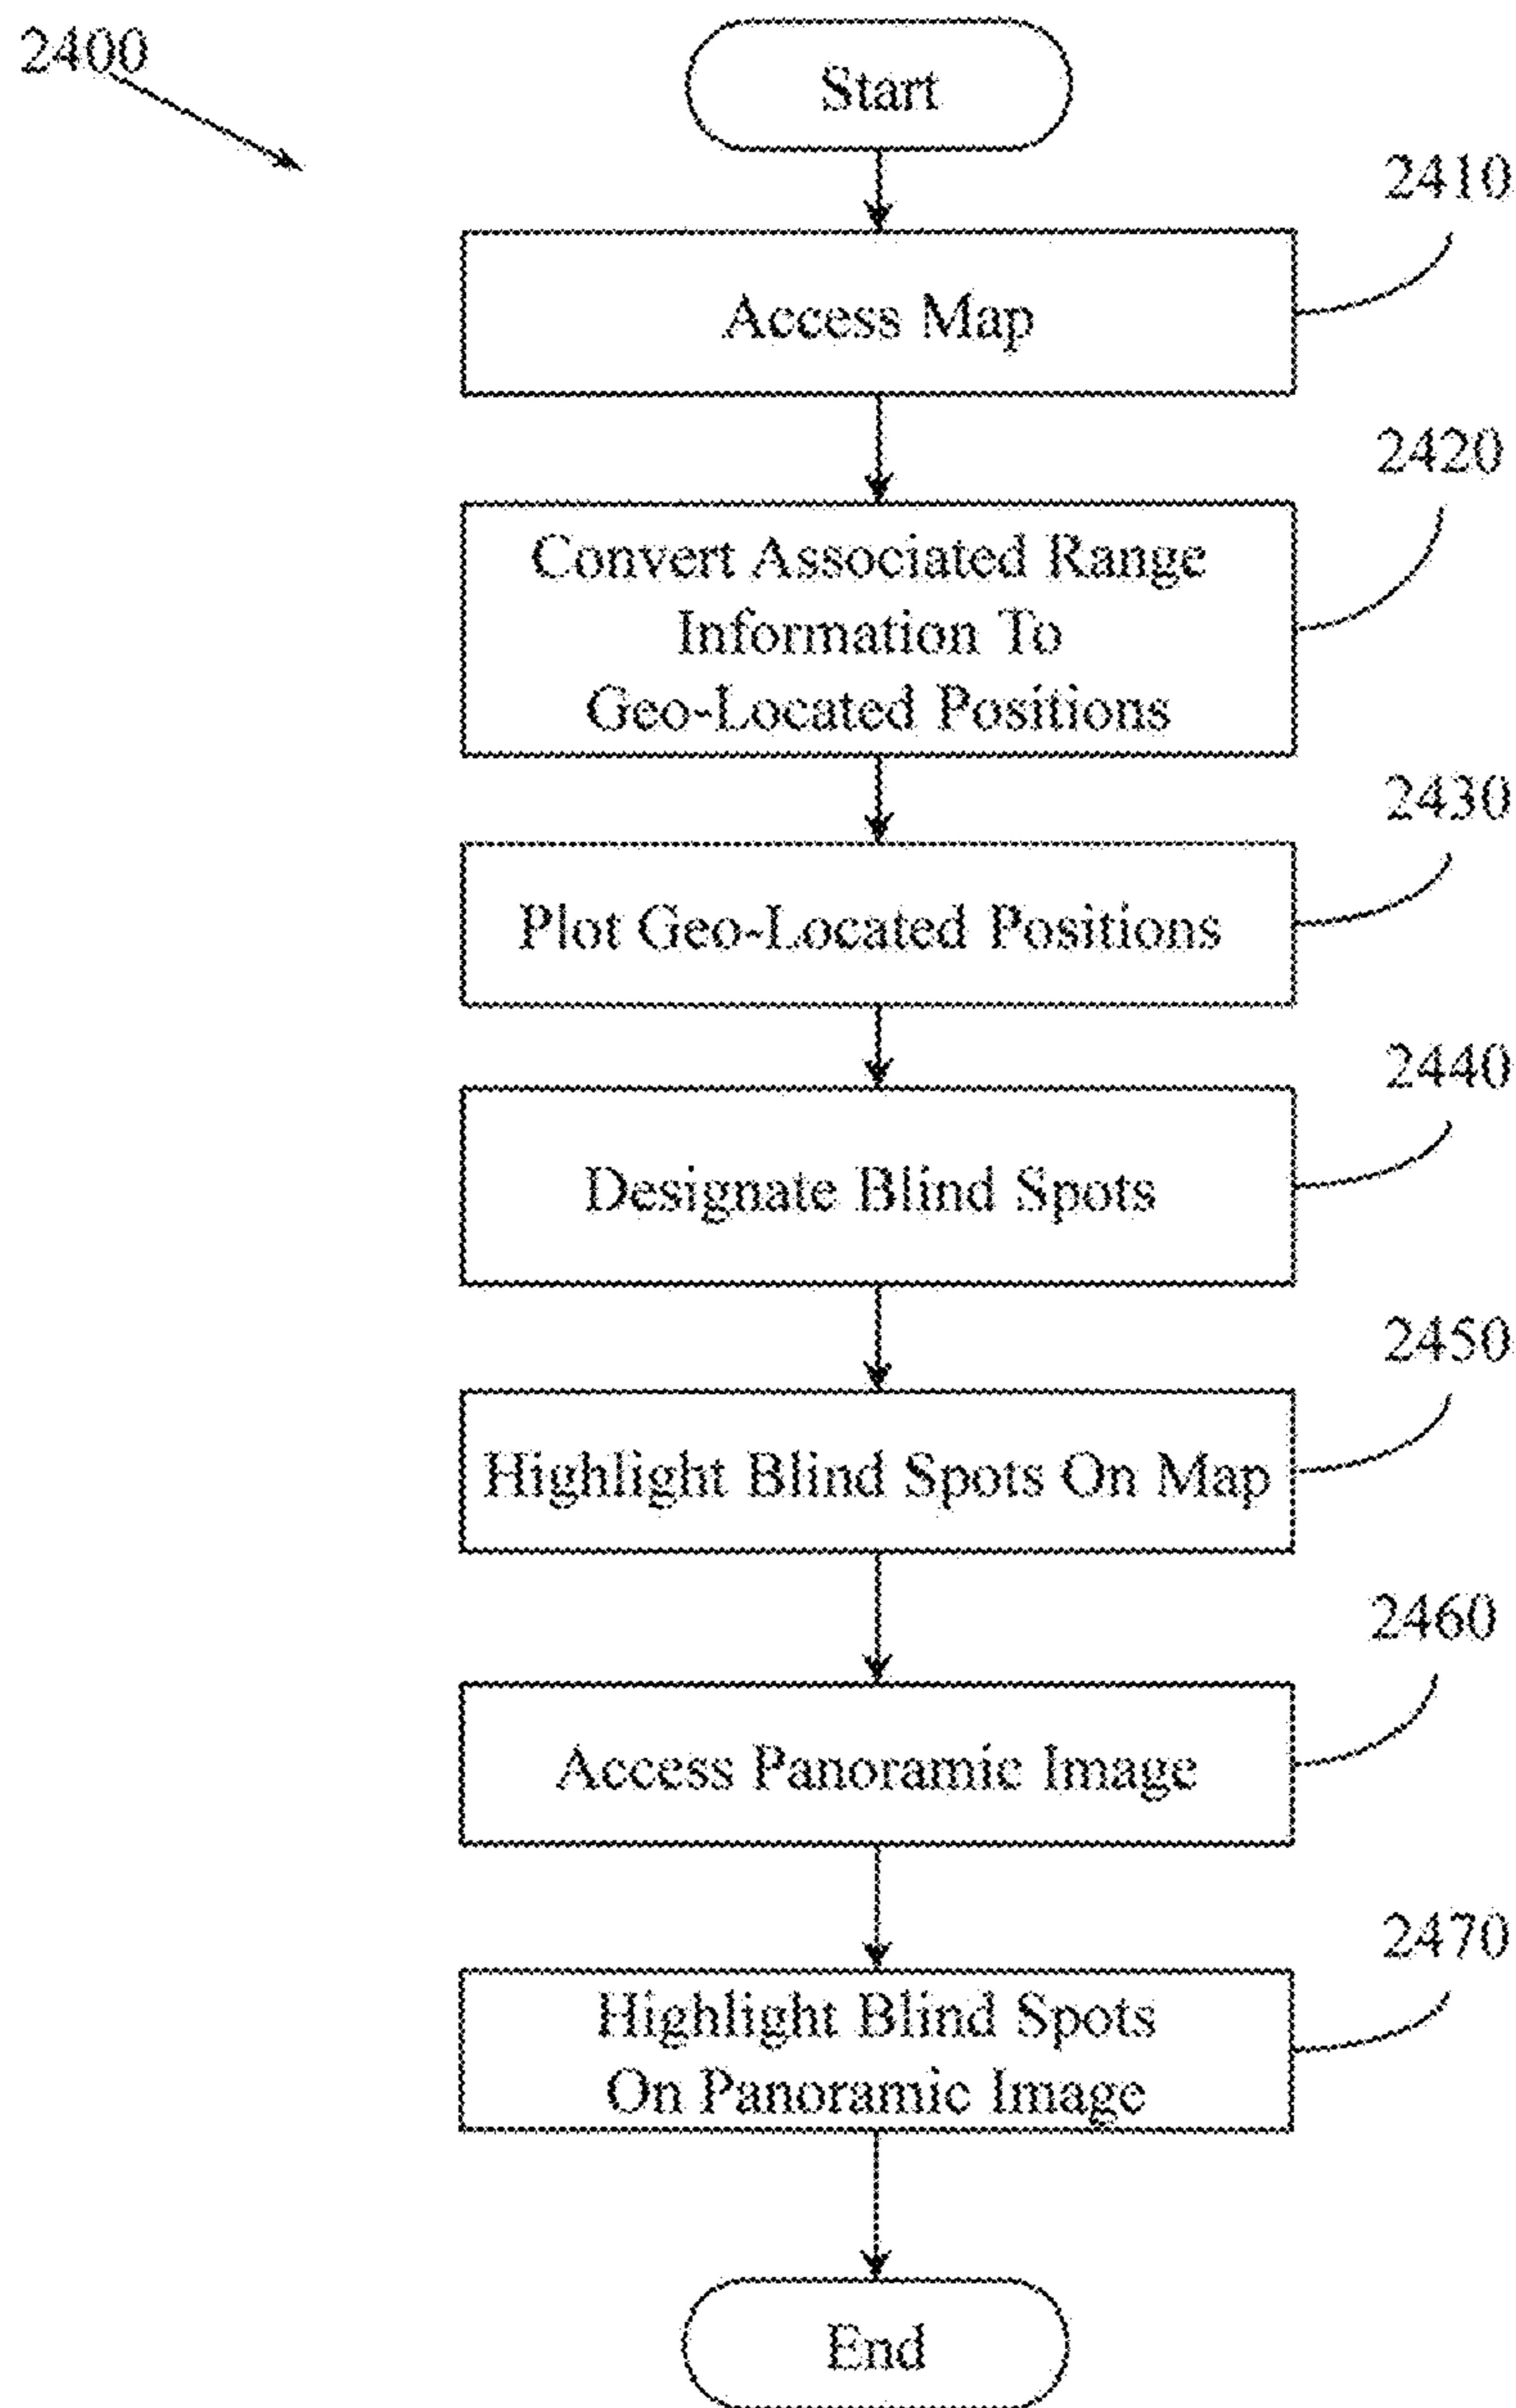 2400
Start
2410
Access Map
2420
Convert Associated Range
Information To
Geo-Located Positions
2430
Plot Geo-Located Positions
2440
Designate Blind Spots
2450
Highlight Blind Spots On Map
2460
Access Panoramic Image
2470
Highlight Blind Spots
On Panoramic Image
End